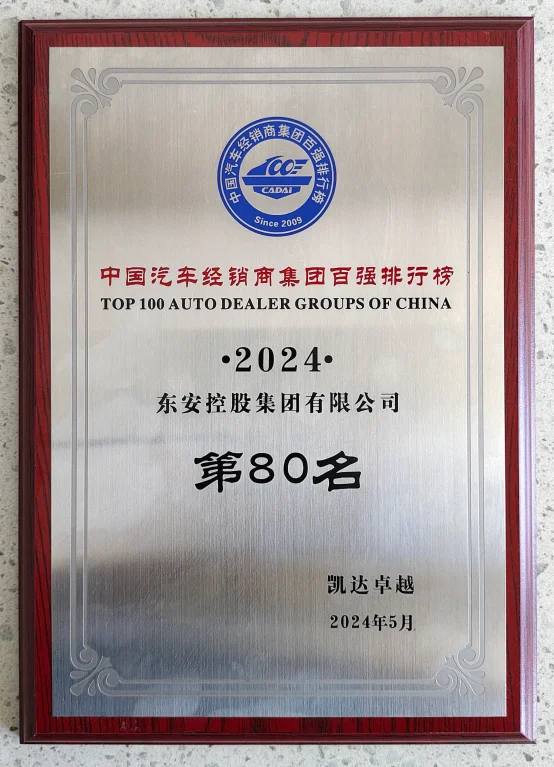 中国汽车经销商集团百强排行榜
CADAI
Since 2009
中国汽车经销商集团百强排行榜
TOP 100 AUTO DEALER GROUPS OF CHINA
•2024•
东安控股集团有限公司
第80名
凯达卓越
2024年5月